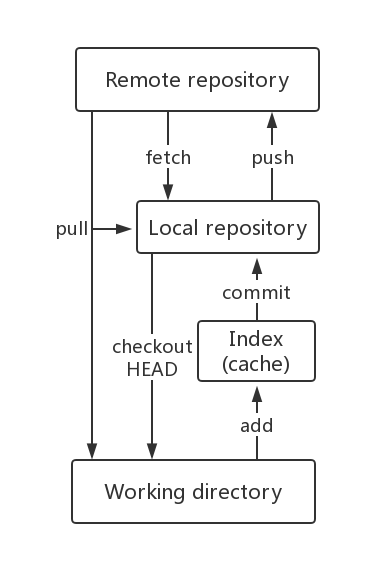 Remote repository
fetch
push
pull
Local repository
commit
checkout
HEAD
Index
(cache)
add
Working directory